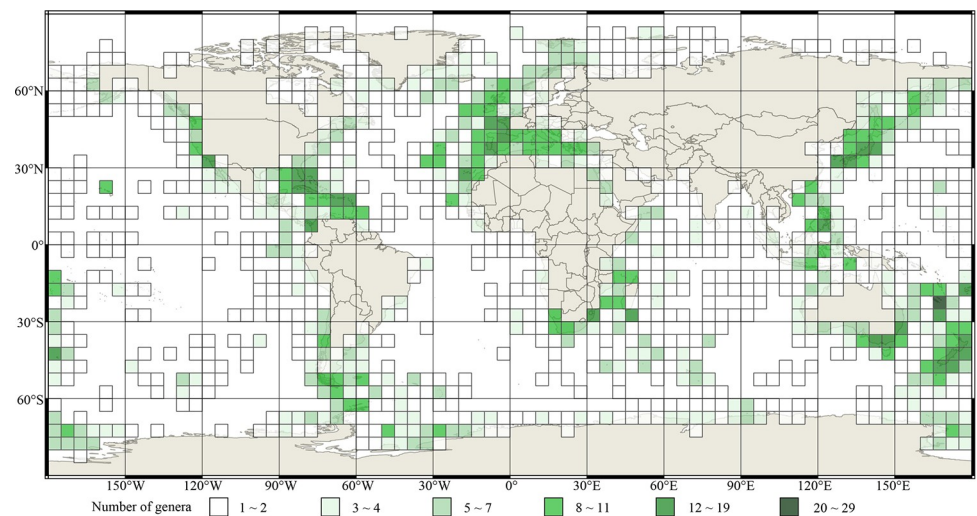 60°N
30°N
0°
30°S
60°S
150°W 120°W 90°W 60°W 30°W 0° 30°E 60°E 90°E 120°E 150°E
Number of genera 1 ~ 2 3 ~ 4 5 ~ 7 8 ~ 11 12 ~ 19 20 ~ 29